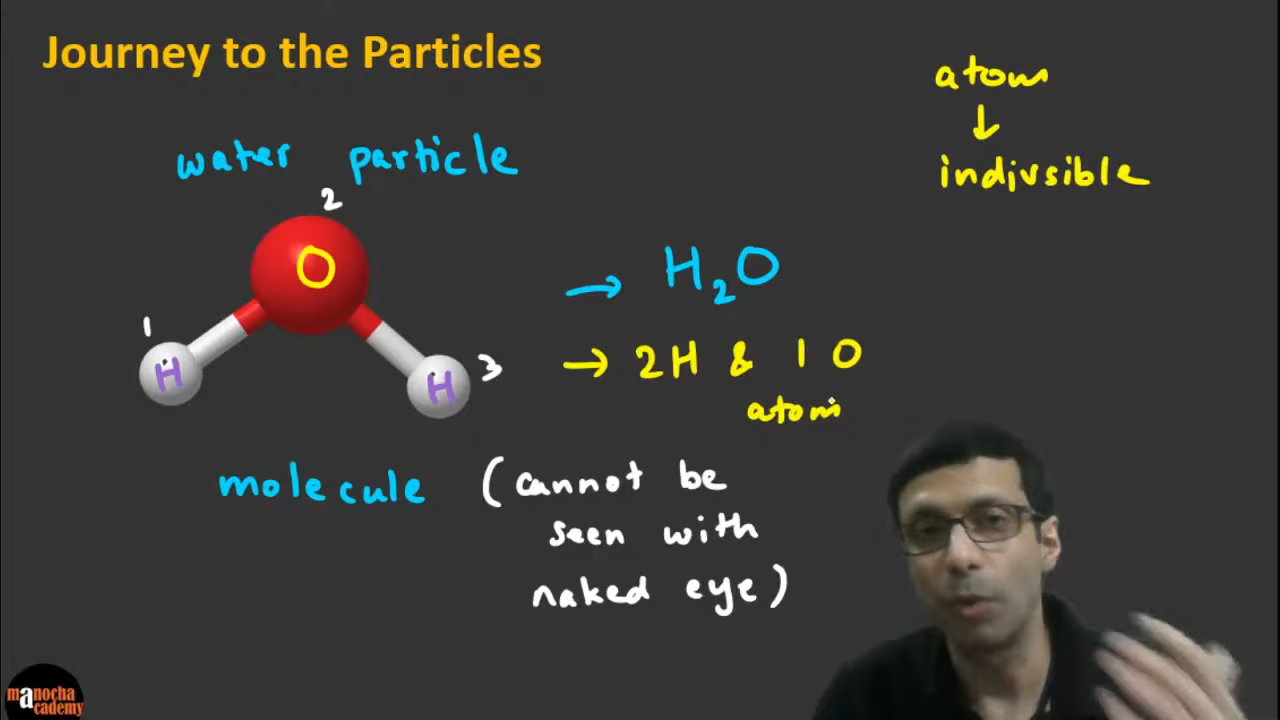 Journey to the Particles
atom
↓
indivsible
water particle
2
O
1
H
H
3
→ H₂O
→ 2H & 1 O
atom
molecule (cannot be
seen with
naked eye)
manocha
academy